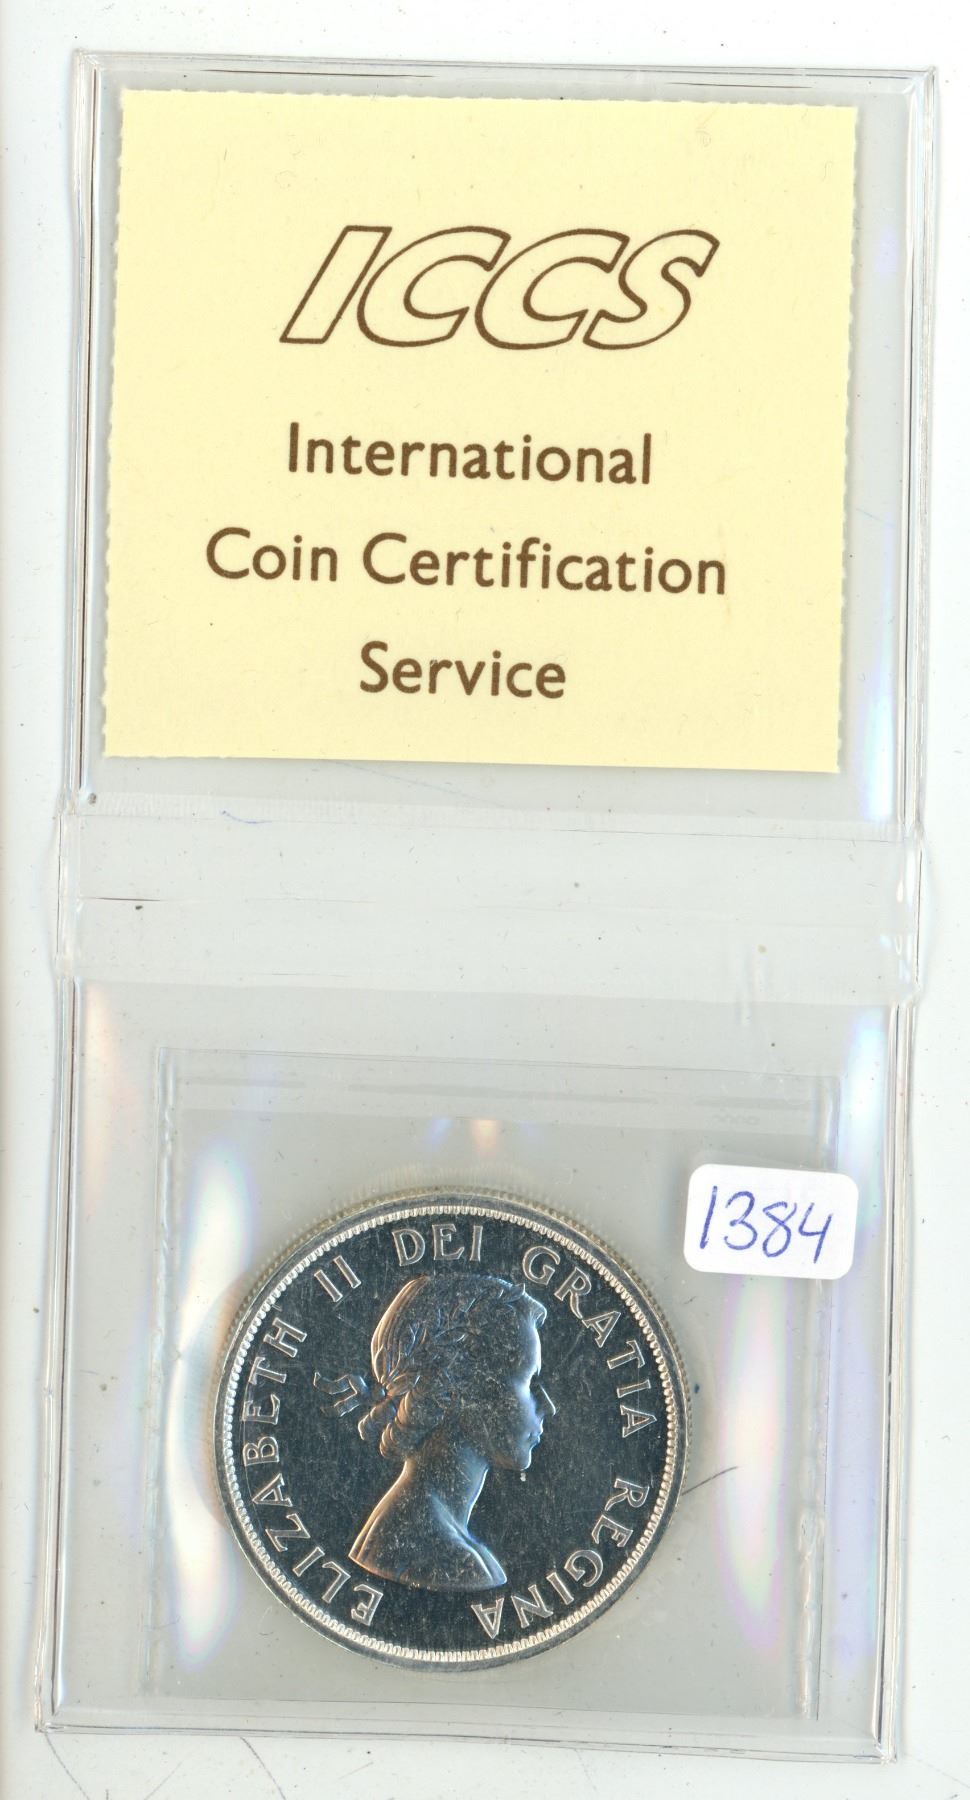 ICCS
International
Coin Certification
Service
1384
ELIZABETH II DEI GRATIA REGINA